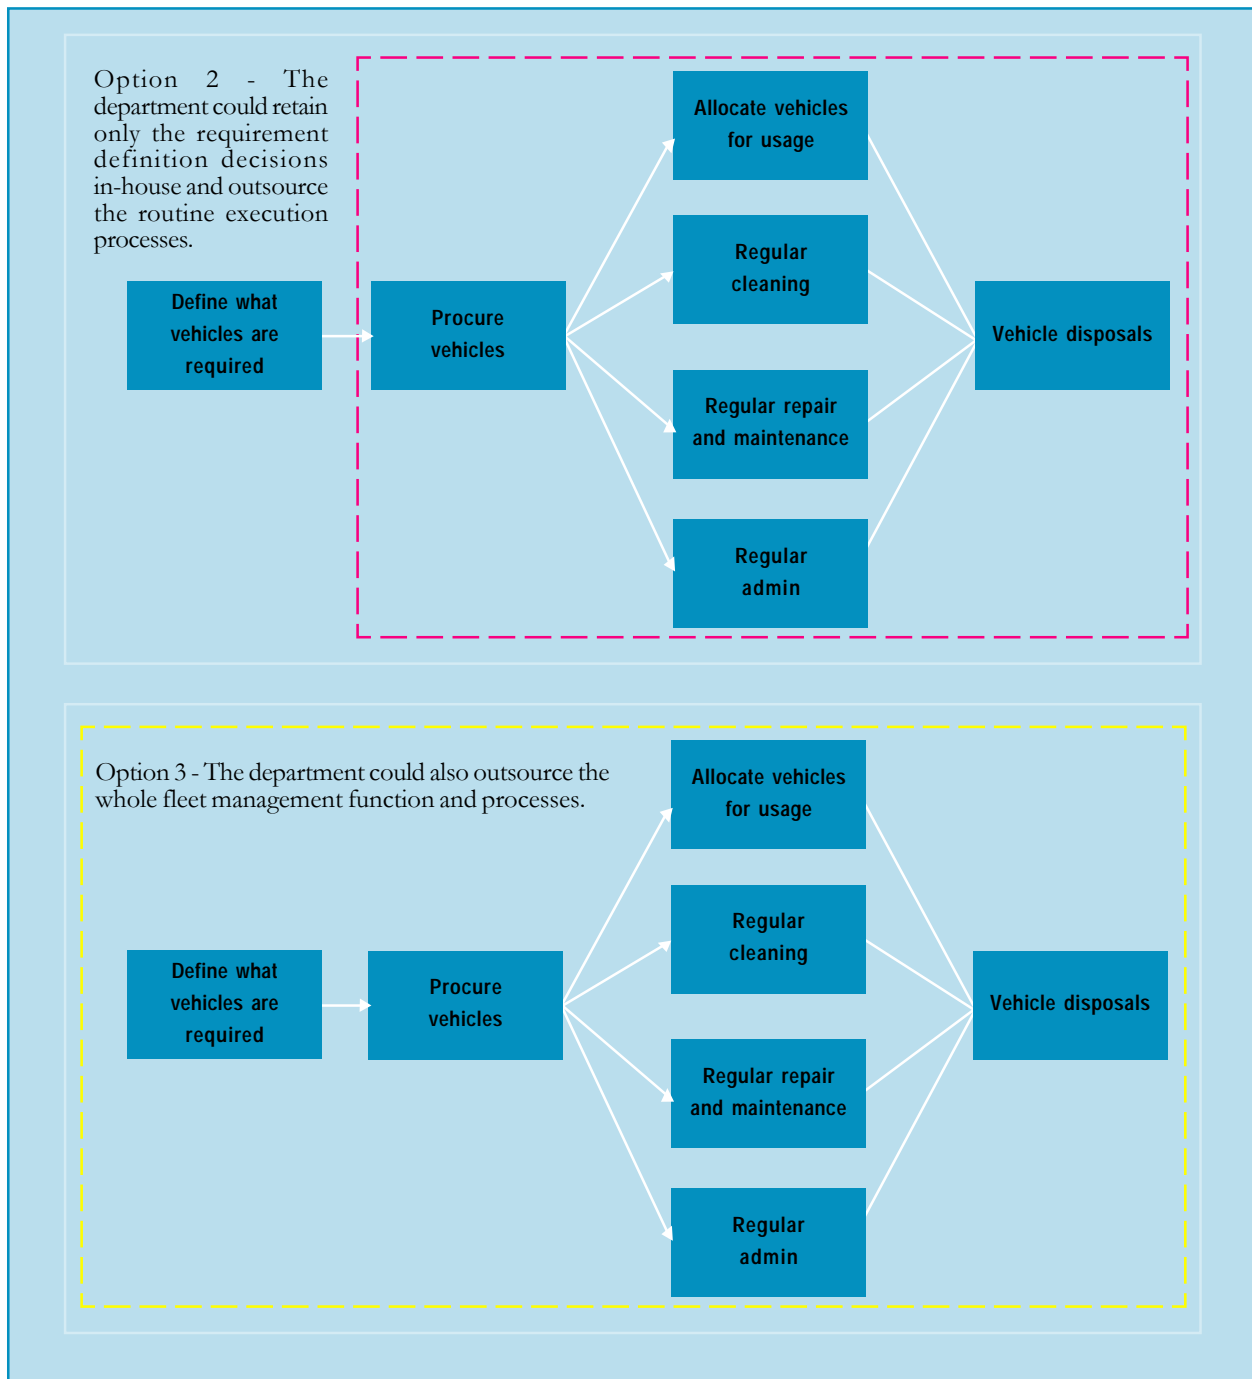 Option 2 - The
department could retain
only the requirement
definition decisions
in-house and outsource
the routine execution
processes.
Allocate vehicles
for usage
Regular
cleaning
Define what
vehicles are
required
Procure
vehicles
Vehicle disposals
Regular repair
and maintenance
Regular
admin
Option 3 - The department could also outsource the
whole fleet management function and processes.
Allocate vehicles
for usage
Regular
cleaning
Define what
vehicles are
required
Procure
vehicles
Vehicle disposals
Regular repair
and maintenance
Regular
admin